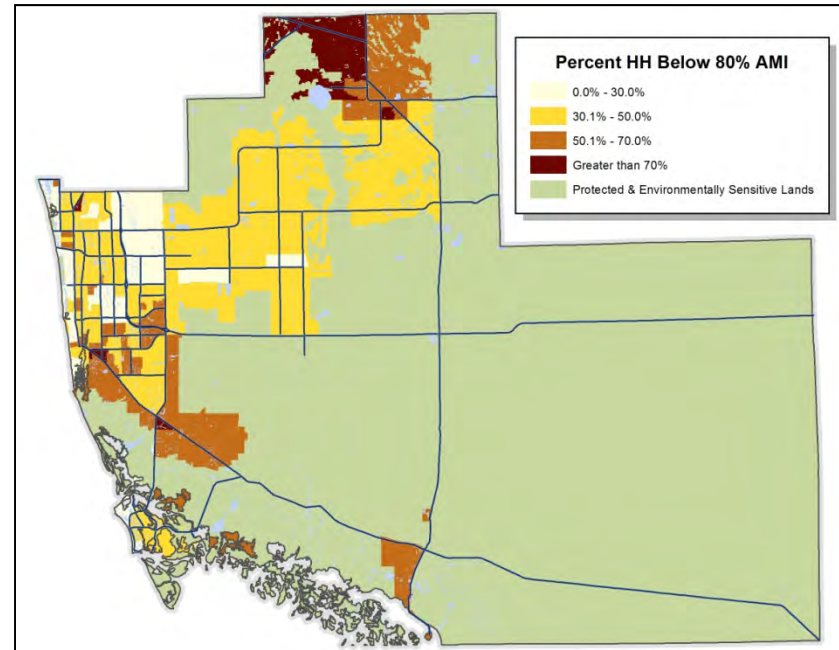 Percent HH Below 80% AMI
0.0% - 30.0%
30.1% - 50.0%
50.1% - 70.0%
Greater than 70%
Protected & Environmentally Sensitive Lands